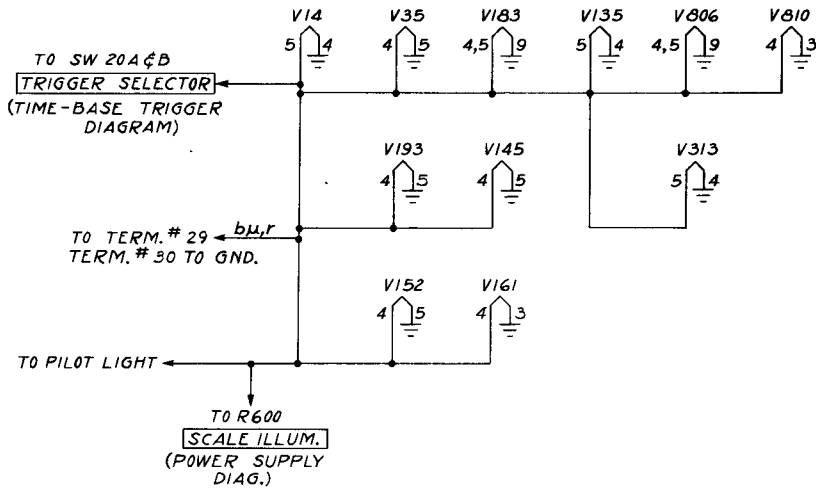 V14 V35 V183 V135 V806 V810
5 4 4 5 4,5 9 5 4 4,5 9 4 3
TO SW 20A¢B
TRIGGER SELECTOR
(TIME-BASE TRIGGER
DIAGRAM)
V193 V145 V313
4 5 4 5 5 4
bµ,r
TO TERM. # 29
TERM. # 30 TO GND.
V152 V161
4 5 4 3
TO PILOT LIGHT
TO R600
SCALE ILLUM.
(POWER SUPPLY
DIAG.)